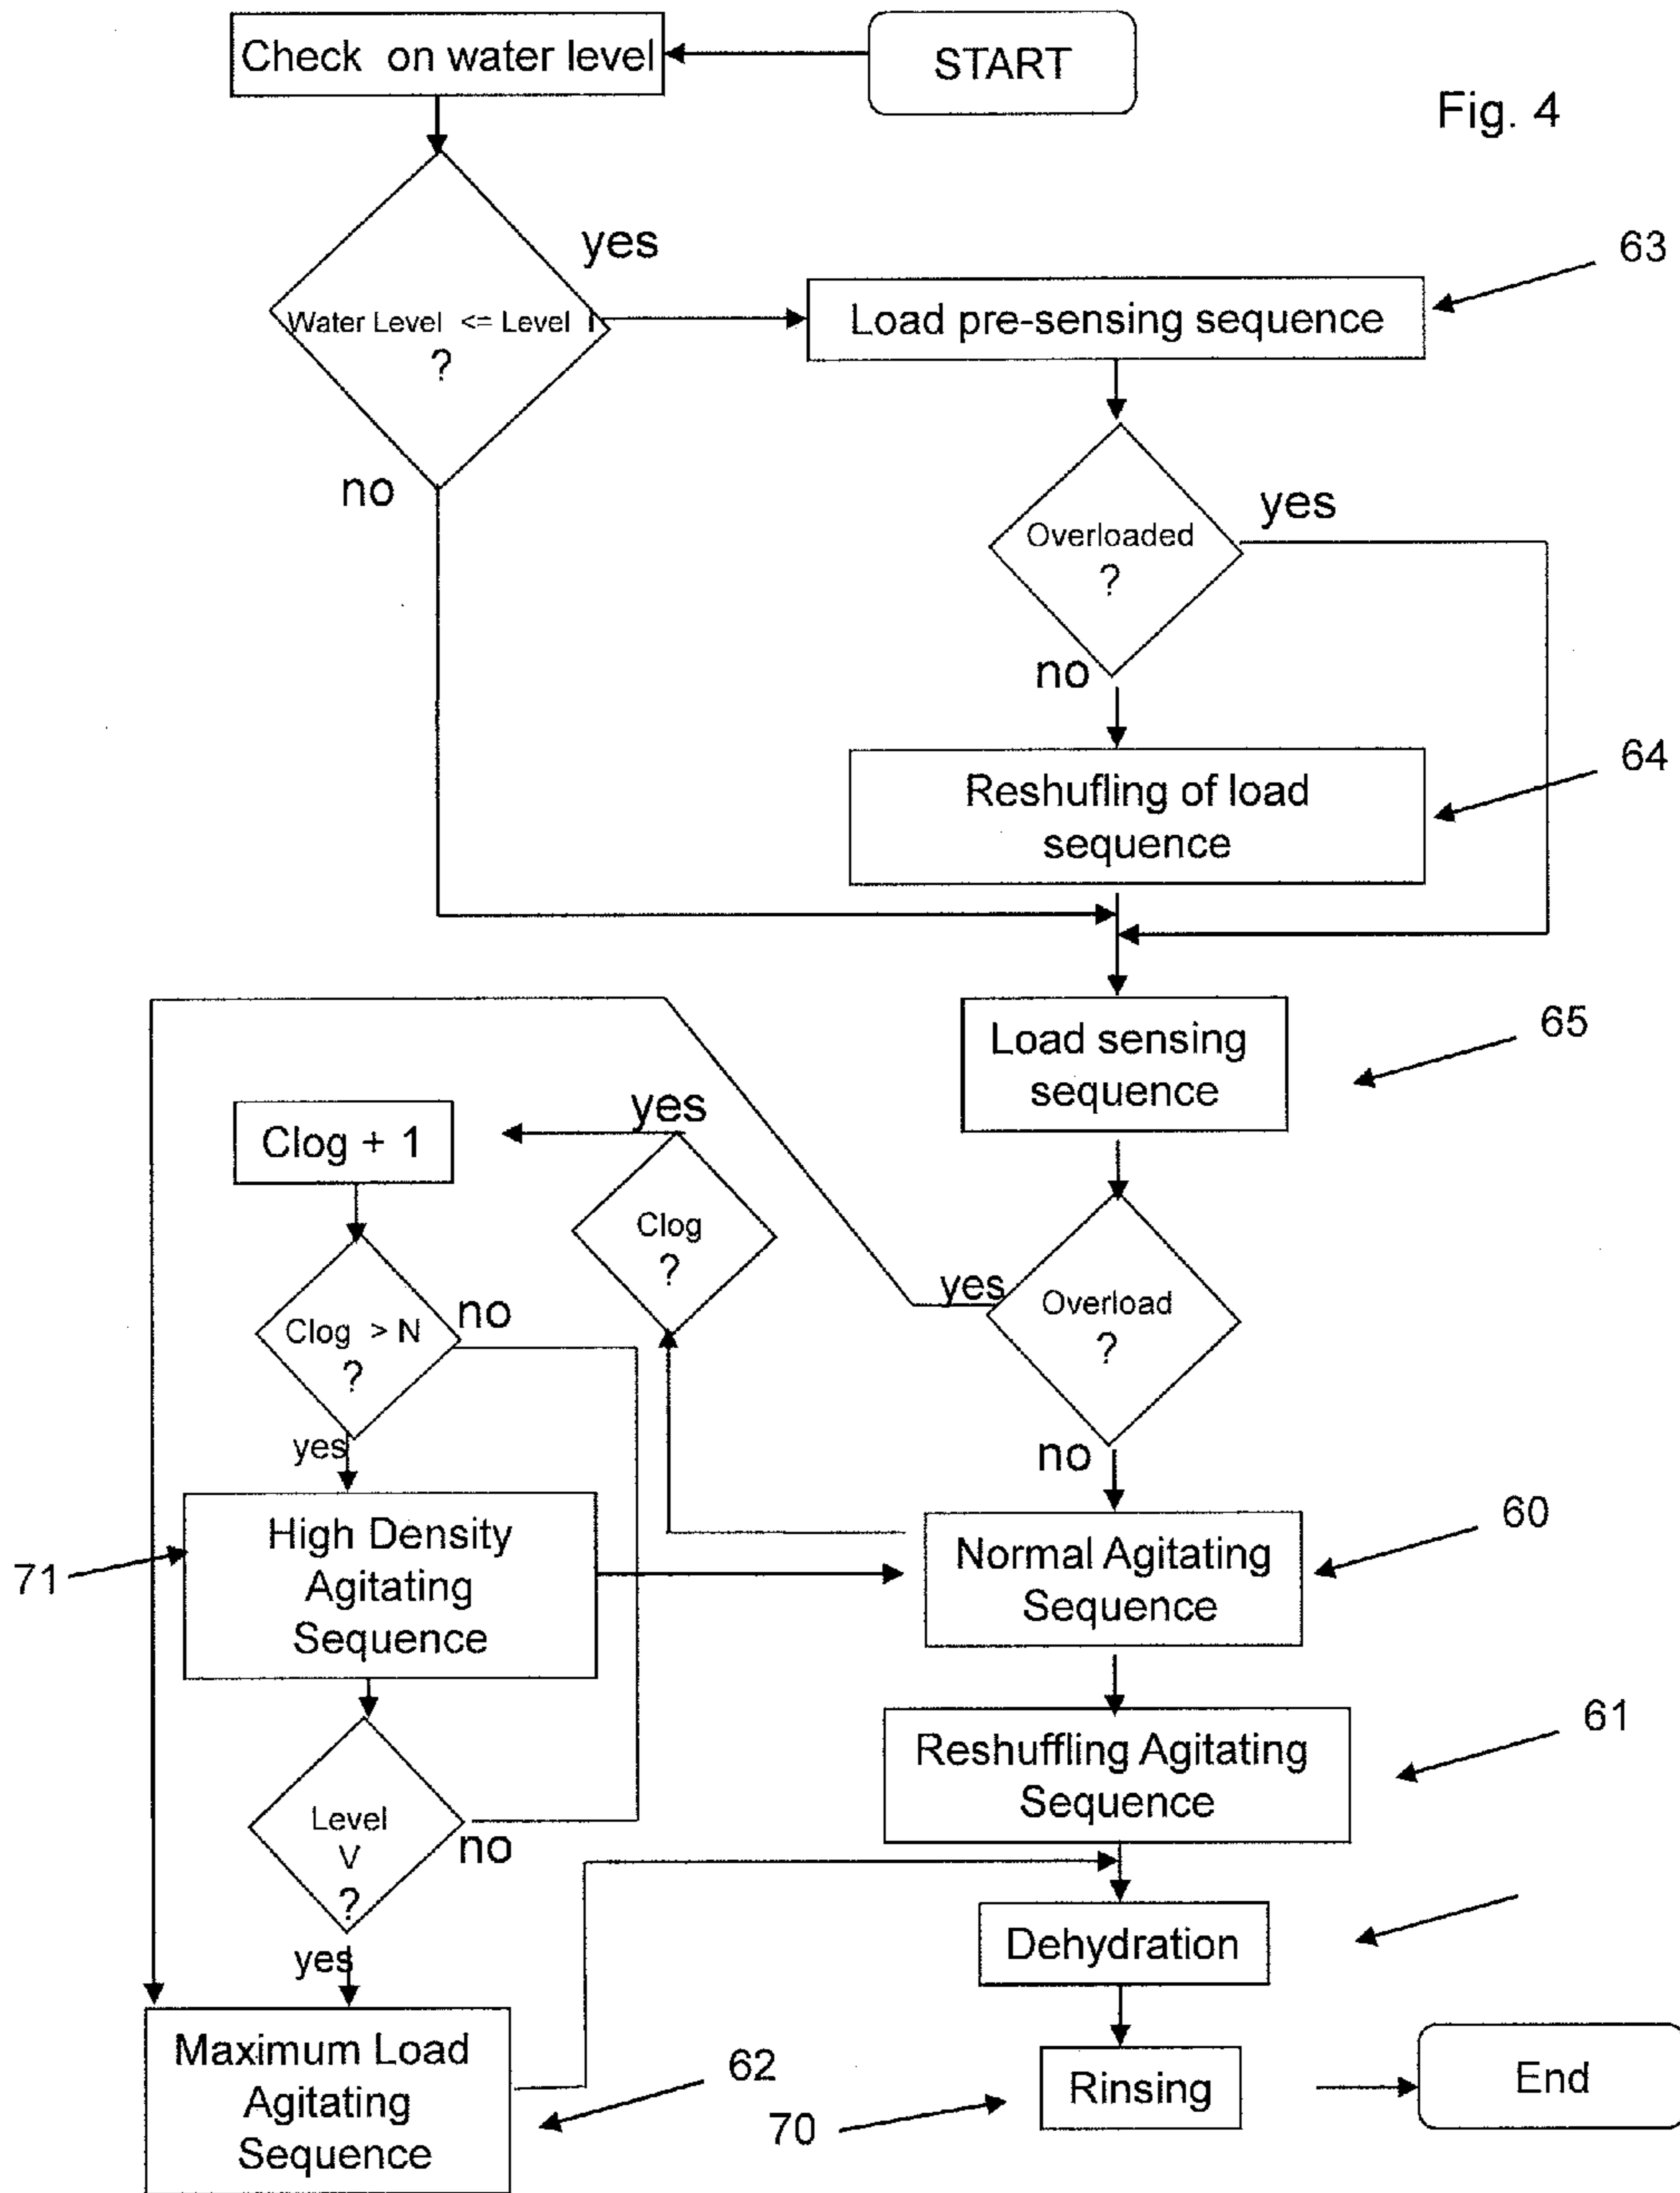 Check on water level
START
Fig. 4
yes
Water Level <= Level I
?
no
Load pre-sensing sequence
63
Overloaded
?
yes
no
Reshufling of load
sequence
64
Load sensing
sequence
65
yes
Clog + 1
Clog
?
yes
Overload
?
no
Clog > N
?
no
yes
High Density
Agitating
Sequence
71
Normal Agitating
Sequence
60
Reshuffling Agitating
Sequence
61
Level
V
?
no
yes
Dehydration
Maximum Load
Agitating
Sequence
62
Rinsing
70
End